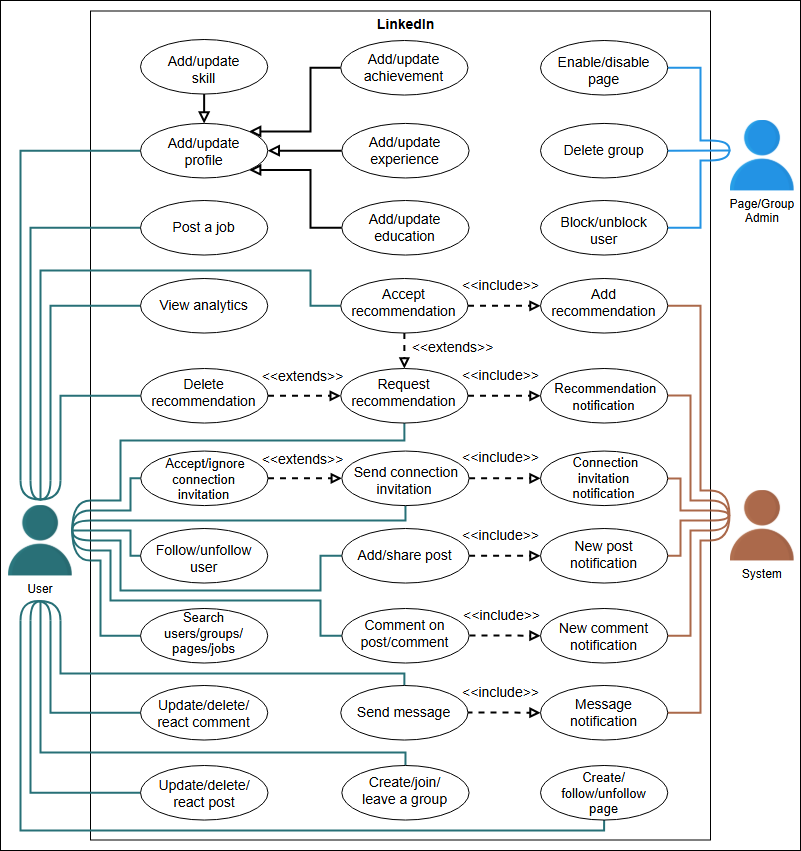 LinkedIn
Add/update
skill
Add/update
achievement
Enable/disable
page
Add/update
profile
Add/update
experience
Delete group
Page/Group
Admin
Post a job
Add/update
education
Block/unblock
user
View analytics
Accept
recommendation
<<include>>
Add
recommendation
<<extends>>
Delete
recommendation
<<extends>>
Request
recommendation
<<include>>
Recommendation
notification
Accept/ignore
connection
invitation
<<extends>>
Send connection
invitation
<<include>>
Connection
invitation
notification
Follow/unfollow
user
Add/share post
<<include>>
New post
notification
User
System
Search
users/groups/
pages/jobs
Comment on
post/comment
<<include>>
New comment
notification
Update/delete/
react comment
Send message
<<include>>
Message
notification
Update/delete/
react post
Create/join/
leave a group
Create/
follow/unfollow
page